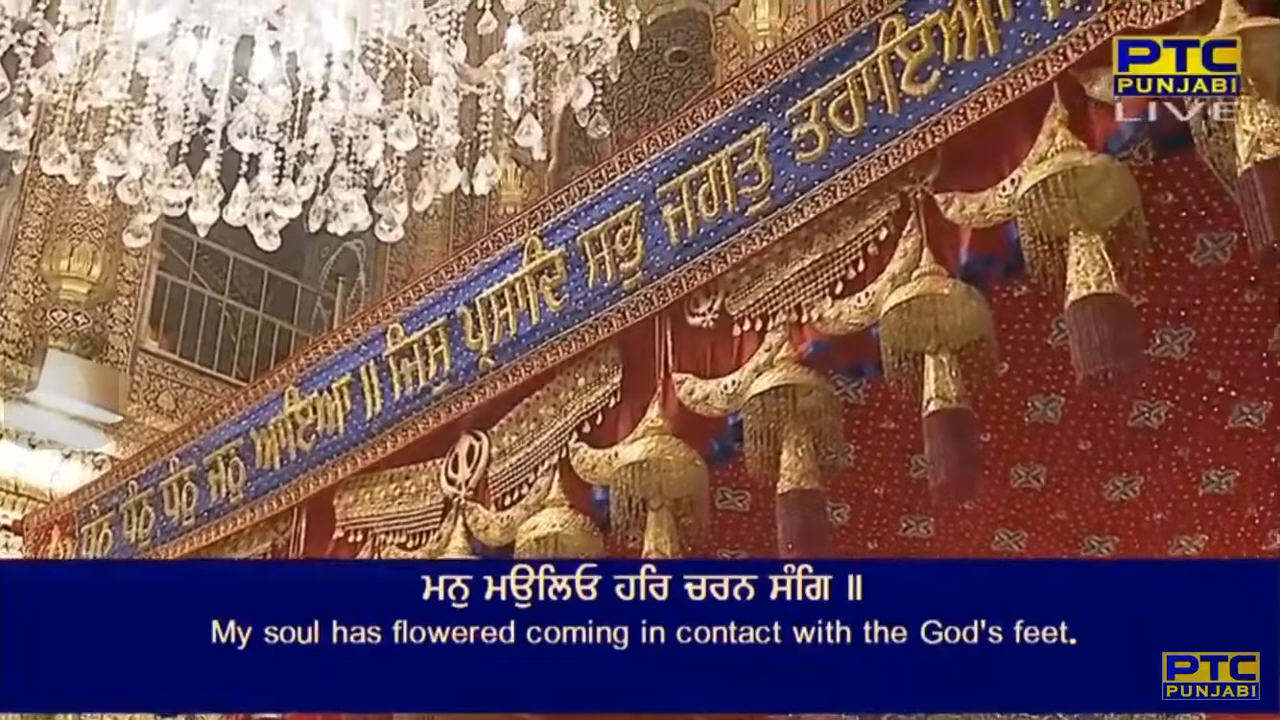 PTC
PUNJABI
LIVE
ਧੰਨੁ ਧੰਨੁ ਧੰਨੁ ਜਨੁ ਆਇਆ ॥ ਜਿਸੁ ਪ੍ਰਸਾਦਿ ਸਭੁ ਜਗਤੁ ਤਰਾਇਆ
ਮਨੁ ਮਉਲਿਓ ਹਰਿ ਚਰਨ ਸੰਗਿ ॥
My soul has flowered coming in contact with the God's feet.
PTC
PUNJABI